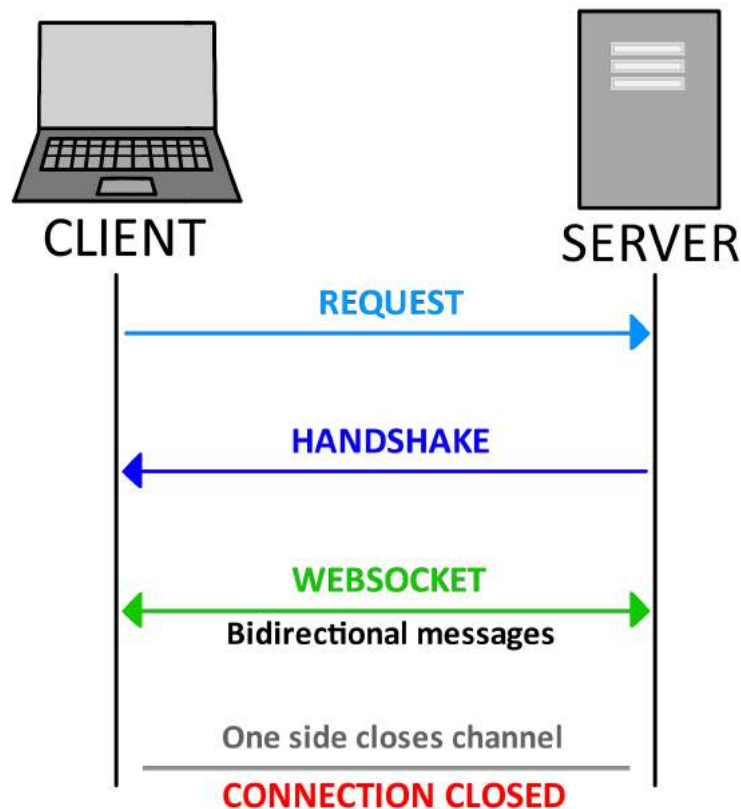 CLIENT
SERVER
REQUEST
HANDSHAKE
WEBSOCKET
Bidirectional messages
One side closes channel
CONNECTION CLOSED